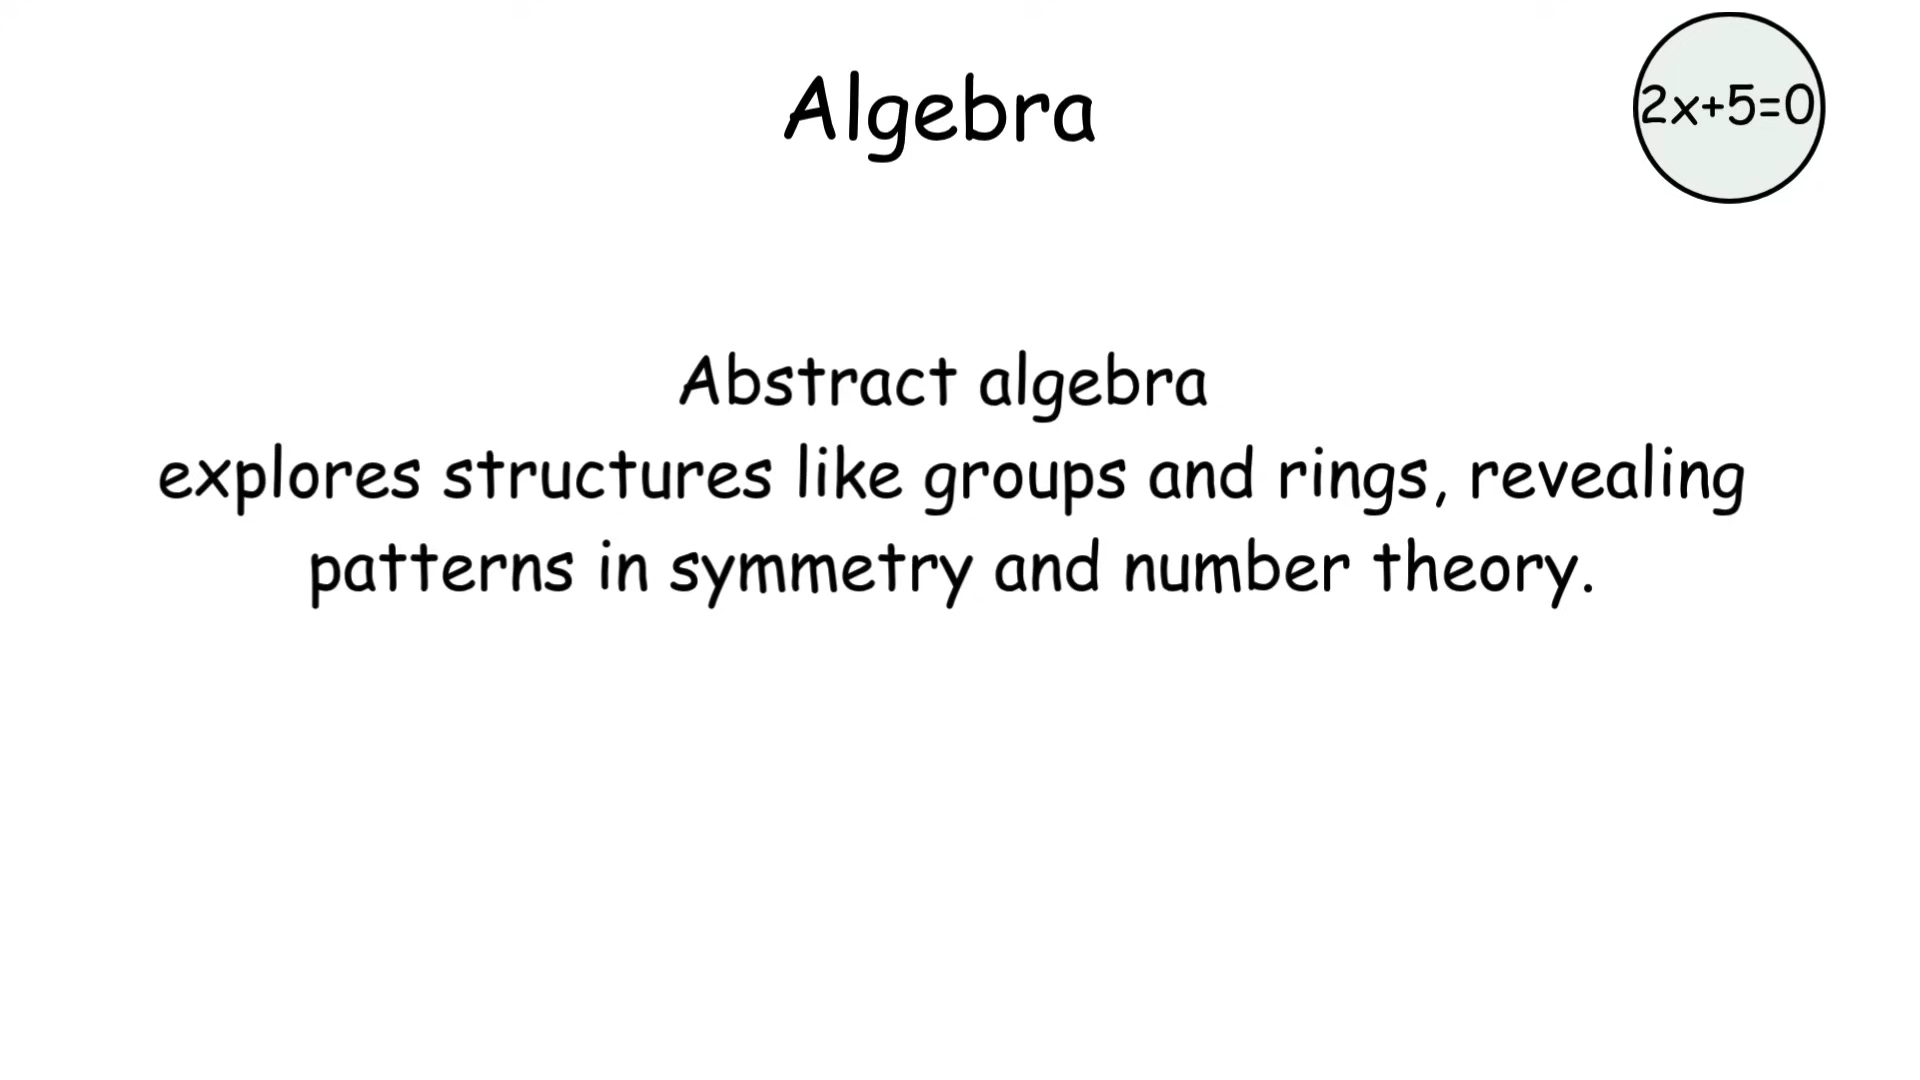 Algebra
2x+5=0
Abstract algebra
explores structures like groups and rings, revealing
patterns in symmetry and number theory.